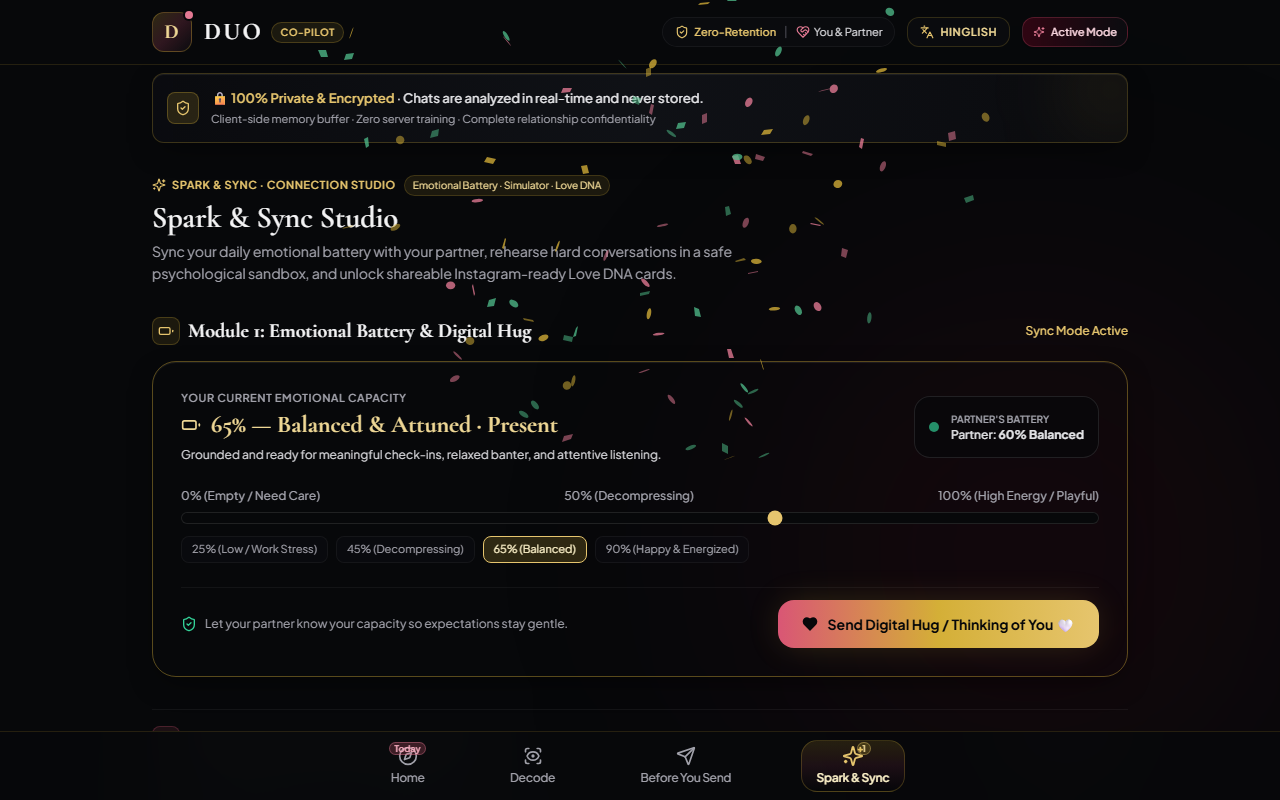 D DUO CO-PILOT /
Zero-Retention | You & Partner HINGLISH Active Mode
🔒 100% Private & Encrypted · Chats are analyzed in real-time and never stored.
Client-side memory buffer · Zero server training · Complete relationship confidentiality
SPARK & SYNC · CONNECTION STUDIO Emotional Battery · Simulator · Love DNA
Spark & Sync Studio
Sync your daily emotional battery with your partner, rehearse hard conversations in a safe
psychological sandbox, and unlock shareable Instagram-ready Love DNA cards.
Module 1: Emotional Battery & Digital Hug Sync Mode Active
YOUR CURRENT EMOTIONAL CAPACITY
65% — Balanced & Attuned · Present
Grounded and ready for meaningful check-ins, relaxed banter, and attentive listening.
PARTNER'S BATTERY
Partner: 60% Balanced
0% (Empty / Need Care) 50% (Decompressing) 100% (High Energy / Playful)
25% (Low / Work Stress) 45% (Decompressing) 65% (Balanced) 90% (Happy & Energized)
Let your partner know your capacity so expectations stay gentle.
Send Digital Hug / Thinking of You 🤍
Today +1
Home Decode Before You Send Spark & Sync